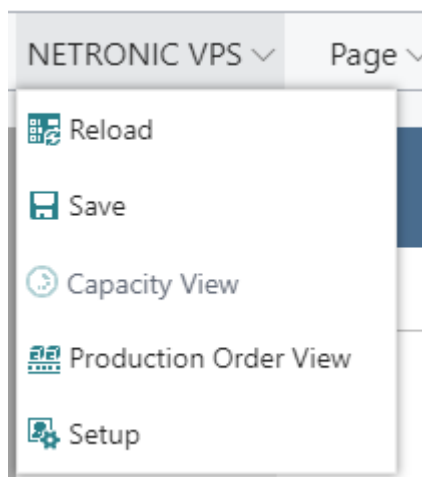 NETRONIC VPS Page
Reload
Save
Capacity View
Production Order View
Setup